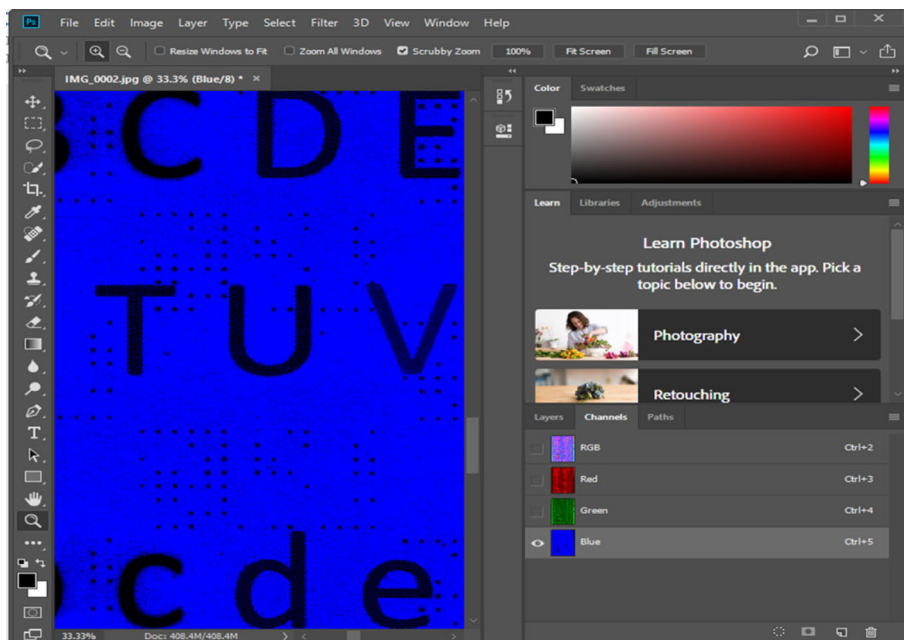 Ps File Edit Image Layer Type Select Filter 3D View Window Help
Resize Windows to Fit Zoom All Windows Scrubby Zoom 100% Fit Screen Fill Screen
IMG_0002.jpg @ 33.3% (Blue/8) * ×
C D E
T U V
c d e
33.33% Doc: 408.4M/408.4M
Color Swatches
Learn Libraries Adjustments
Learn Photoshop
Step-by-step tutorials directly in the app. Pick a
topic below to begin.
Photography
Retouching
Layers Channels Paths
RGB Ctrl+2
Red Ctrl+3
Green Ctrl+4
Blue Ctrl+5